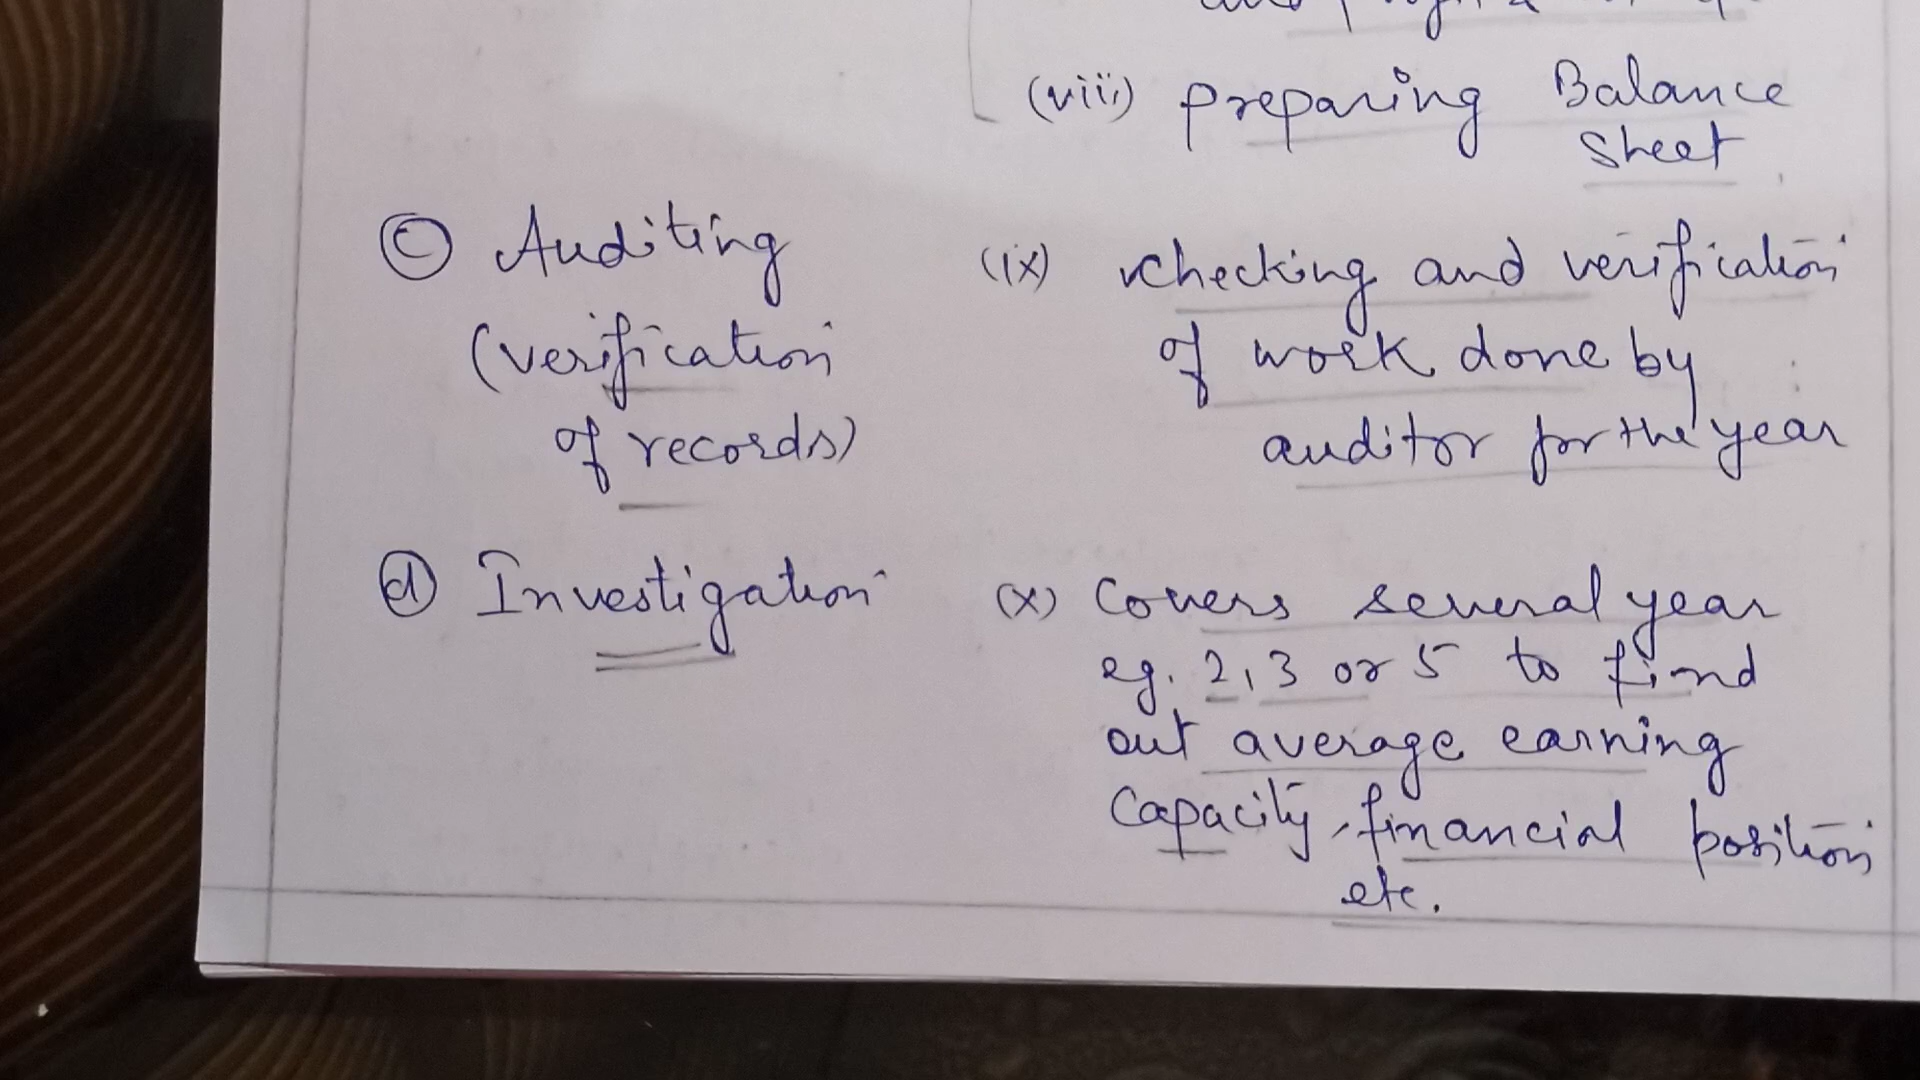 (viii) preparing Balance
Sheet
(c) Auditing
(verification
of records)
(ix) checking and verification
of work done by
auditor for the year
(d) Investigation
(x) Covers several year
eg. 2, 3 or 5 to find
out average earning
Capacity, financial position
etc.